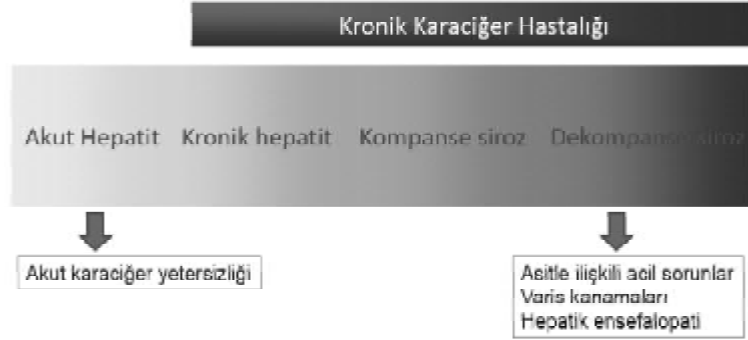 Kronik Karaciğer Hastalığı
Akut Hepatit Kronik hepatit Kompanse siroz Dekompanse siroz
Akut karaciğer yetersizliği
Asitle ilişkili acil sorunlar
Varis kanamaları
Hepatik ensefalopati